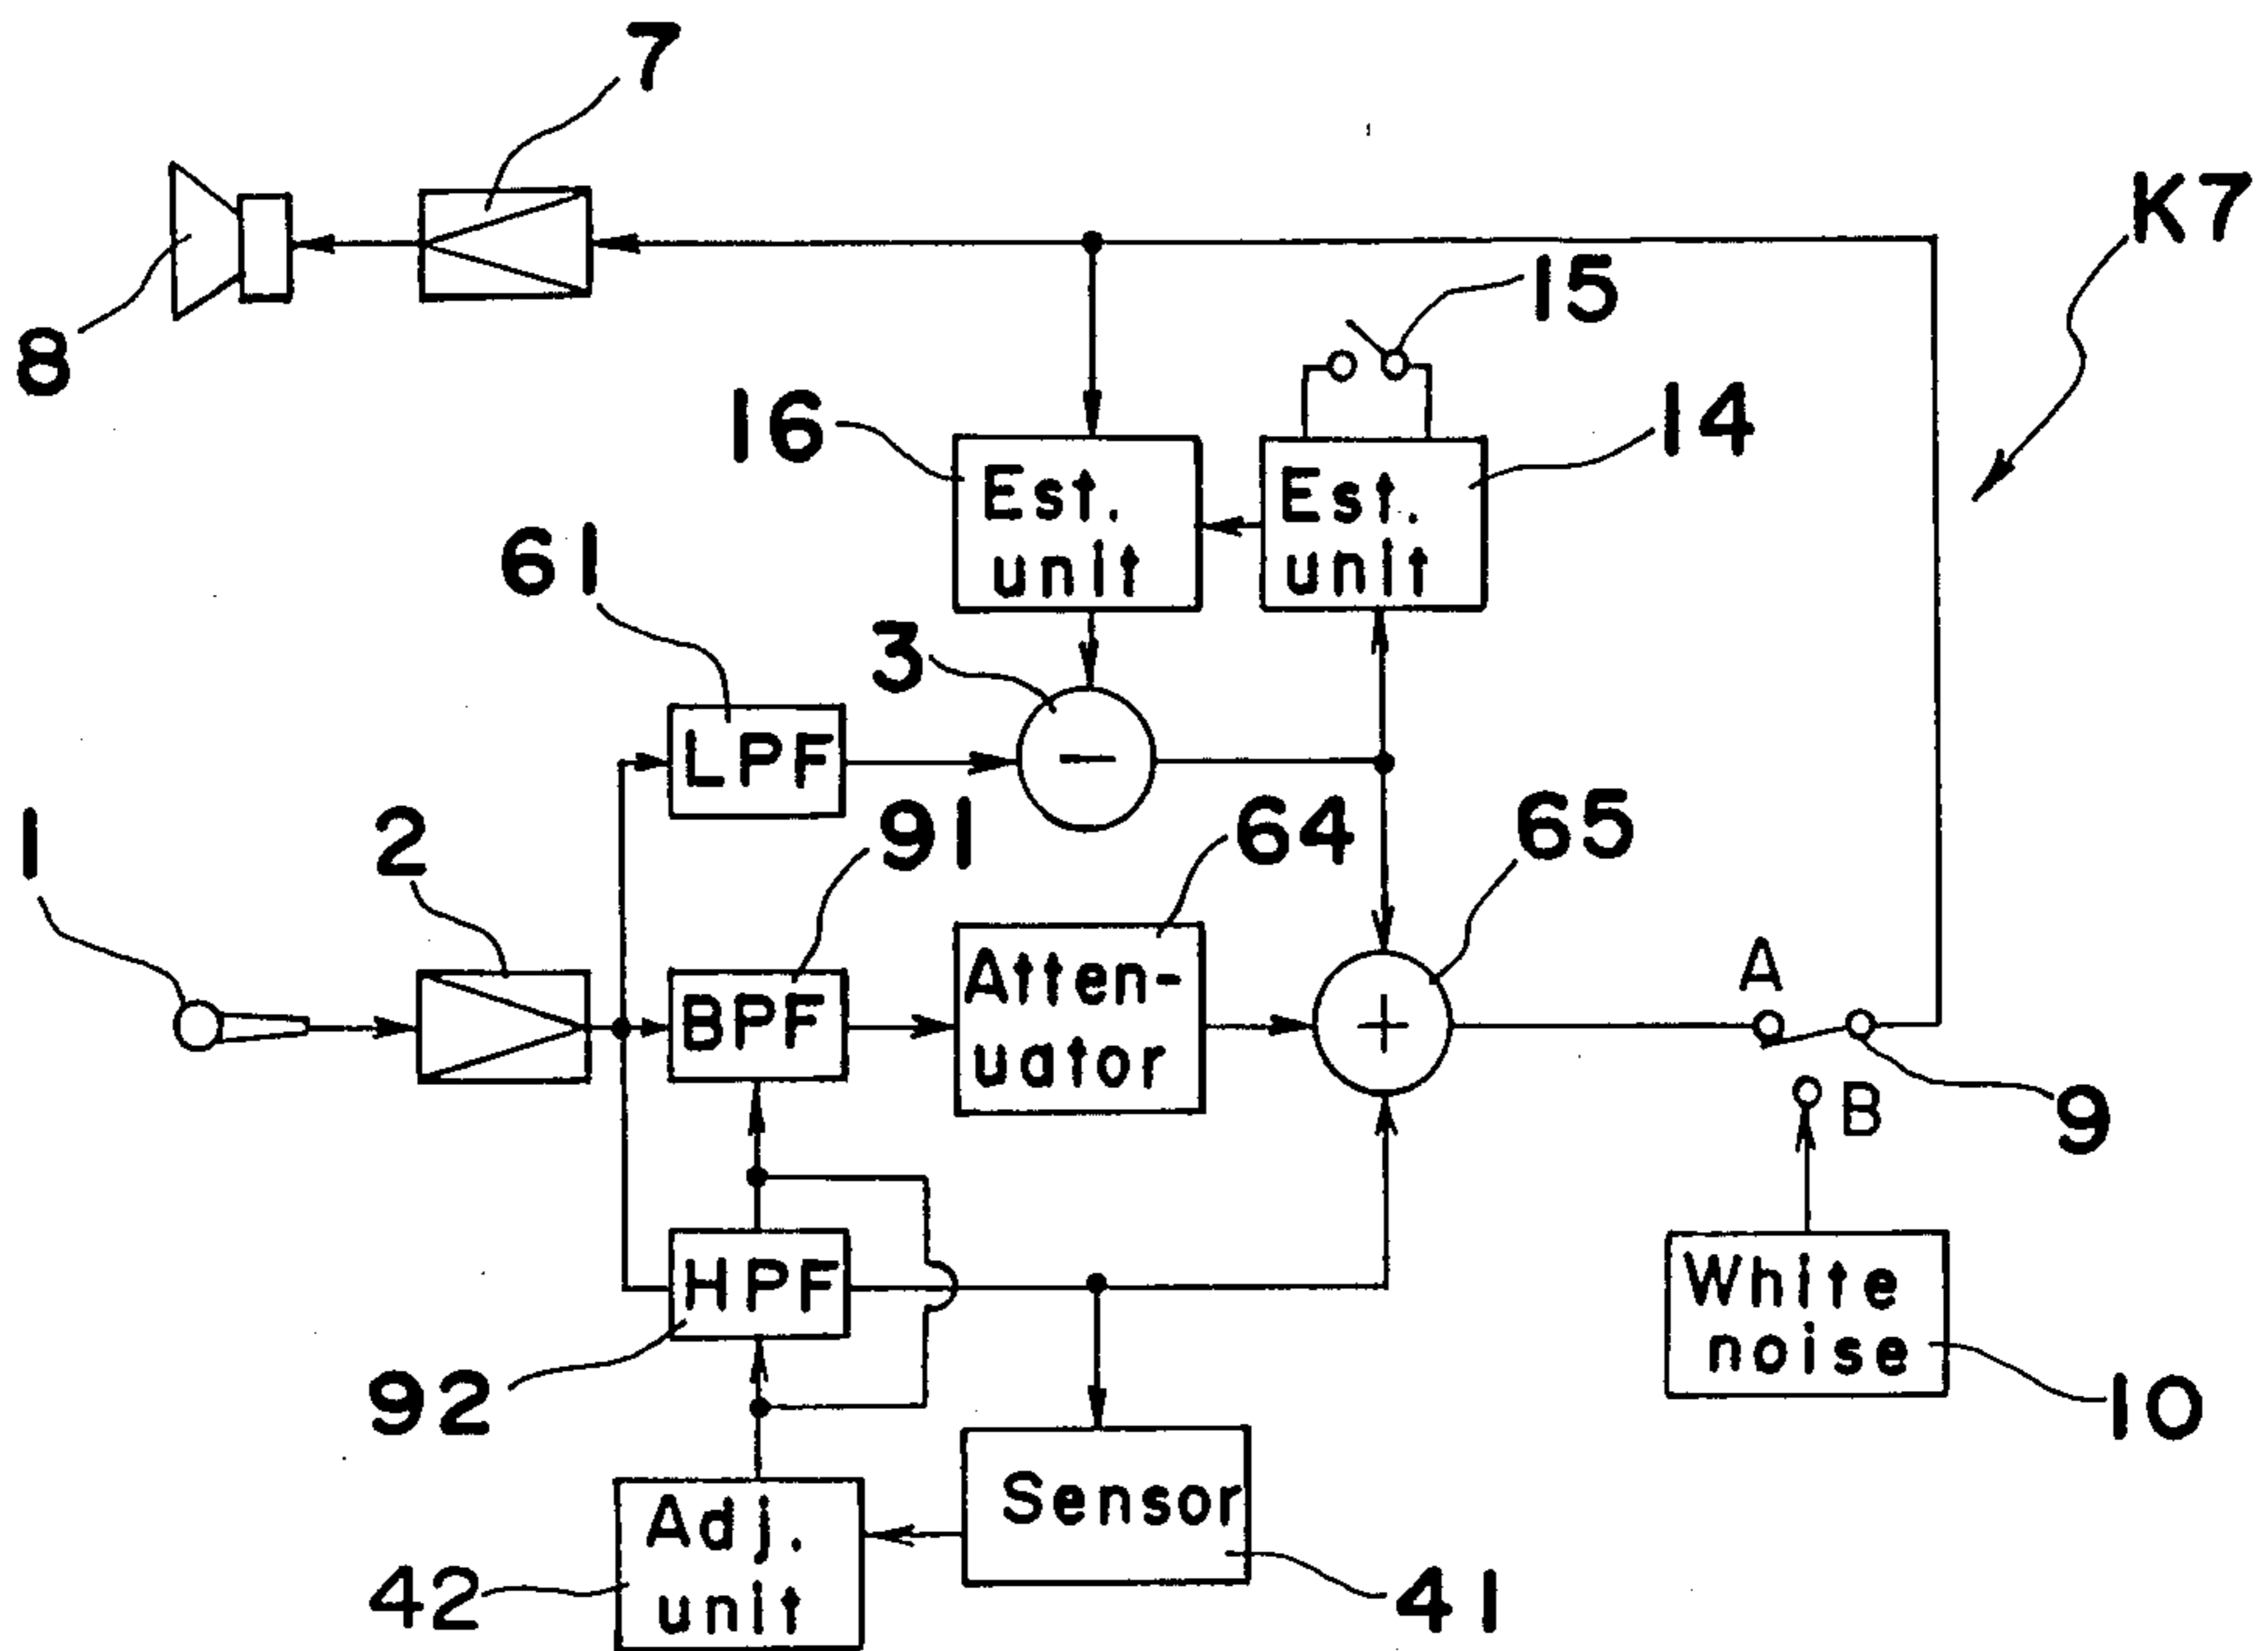 7
K7
8
15
16
14
Est.
unit
Est.
unit
61
3
LPF
−
1
2
91
64
65
BPF
Atten-
uator
+
A
B
9
HPF
White
noise
92
10
Sensor
Adj.
unit
42
41